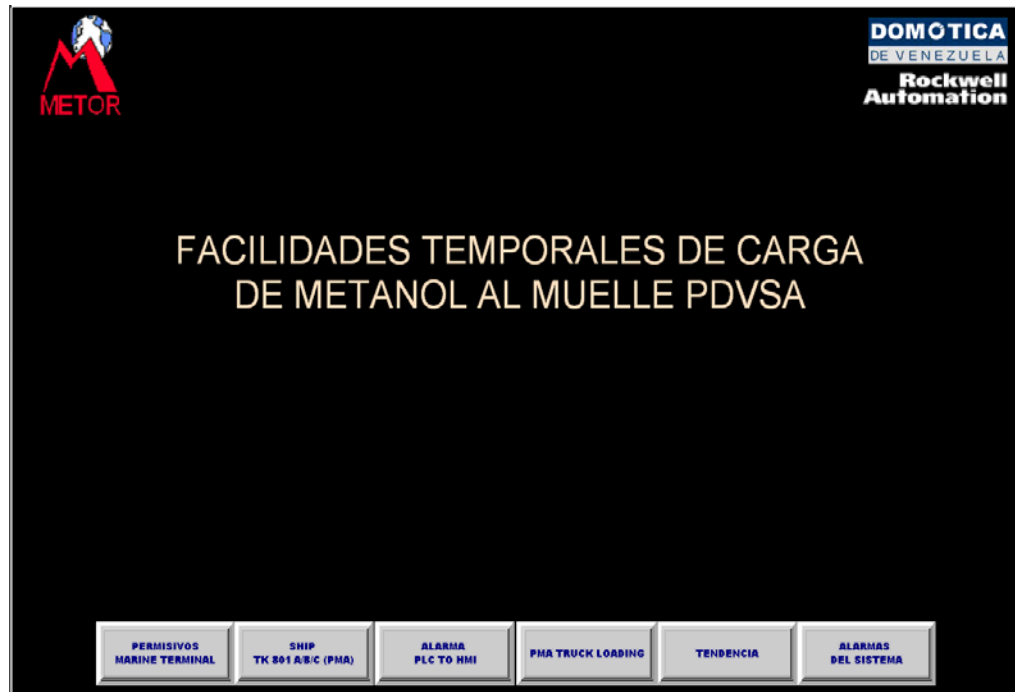 METOR
DOMOTICA
DE VENEZUELA
Rockwell
Automation
FACILIDADES TEMPORALES DE CARGA
DE METANOL AL MUELLE PDVSA
PERMISIVOS
MARINE TERMINAL
SHIP
TK 801 A/B/C (PMA)
ALARMA
PLC TO HMI
PMA TRUCK LOADING
TENDENCIA
ALARMAS
DEL SISTEMA